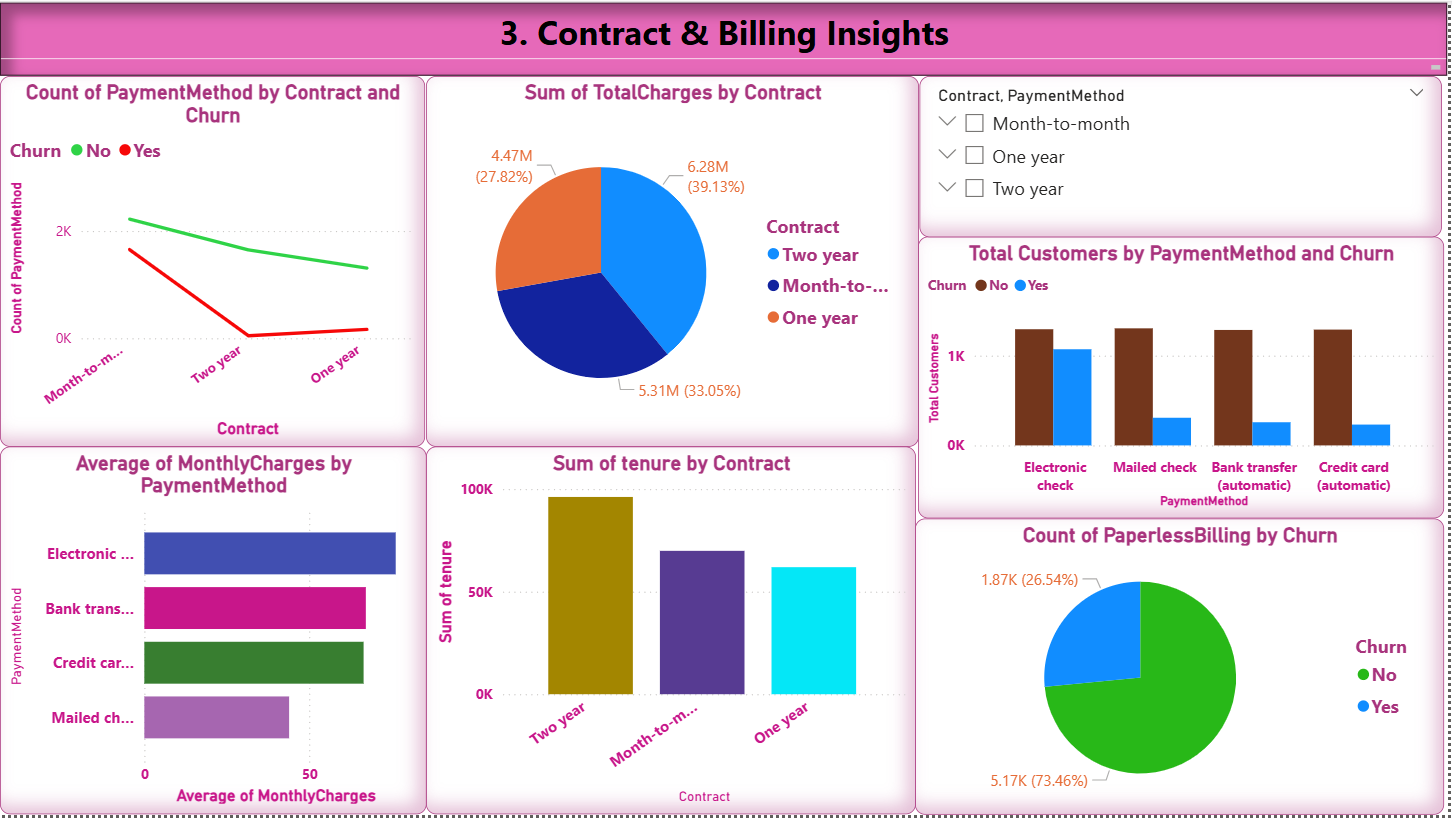 3. Contract & Billing Insights
Count of PaymentMethod by Contract and
Churn
Churn No Yes
Count of PaymentMethod
2K
0K
Month-to-m...
Two year
One year
Contract
Sum of TotalCharges by Contract
4.47M
(27.82%)
6.28M
(39.13%)
5.31M (33.05%)
Contract
Two year
Month-to-...
One year
Contract, PaymentMethod
Month-to-month
One year
Two year
Total Customers by PaymentMethod and Churn
Churn No Yes
Total Customers
1K
0K
Electronic
check
Mailed check
Bank transfer
(automatic)
Credit card
(automatic)
PaymentMethod
Average of MonthlyCharges by
PaymentMethod
PaymentMethod
Electronic ...
Bank trans...
Credit car...
Mailed ch...
0
50
Average of MonthlyCharges
Sum of tenure by Contract
Sum of tenure
100K
50K
0K
Two year
Month-to-m...
One year
Contract
Count of PaperlessBilling by Churn
1.87K (26.54%)
5.17K (73.46%)
Churn
No
Yes